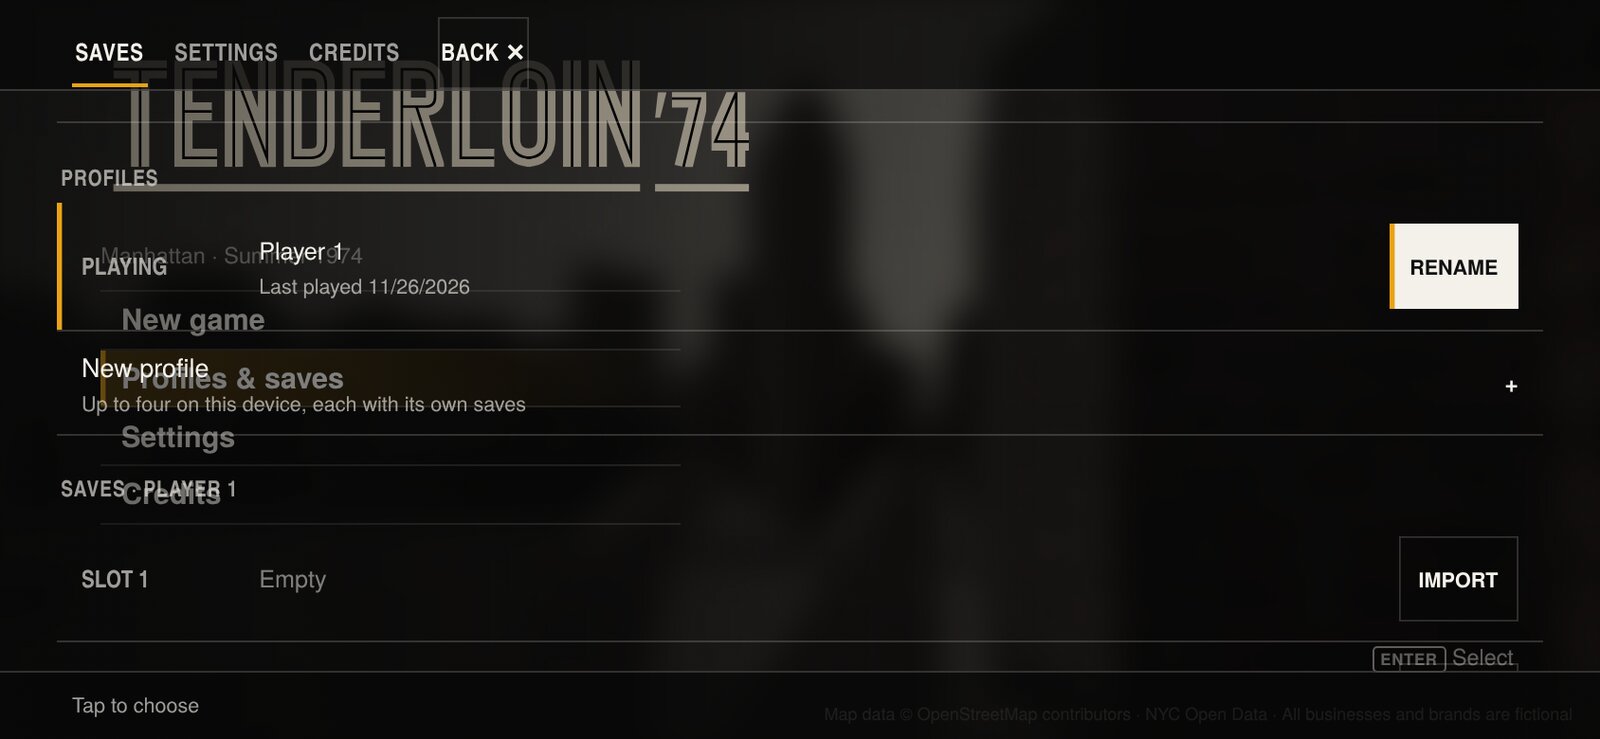 SAVES SETTINGS CREDITS BACK ✕
TENDERLOIN '74
PROFILES
Manhattan · Summer 1974
PLAYING
Player 1
Last played 11/26/2026
RENAME
New game
New profile
Profiles & saves
Up to four on this device, each with its own saves
+
Settings
SAVES · PLAYER 1
Credits
SLOT 1 Empty IMPORT
ENTER Select
Tap to choose
Map data © OpenStreetMap contributors · NYC Open Data · All businesses and brands are fictional